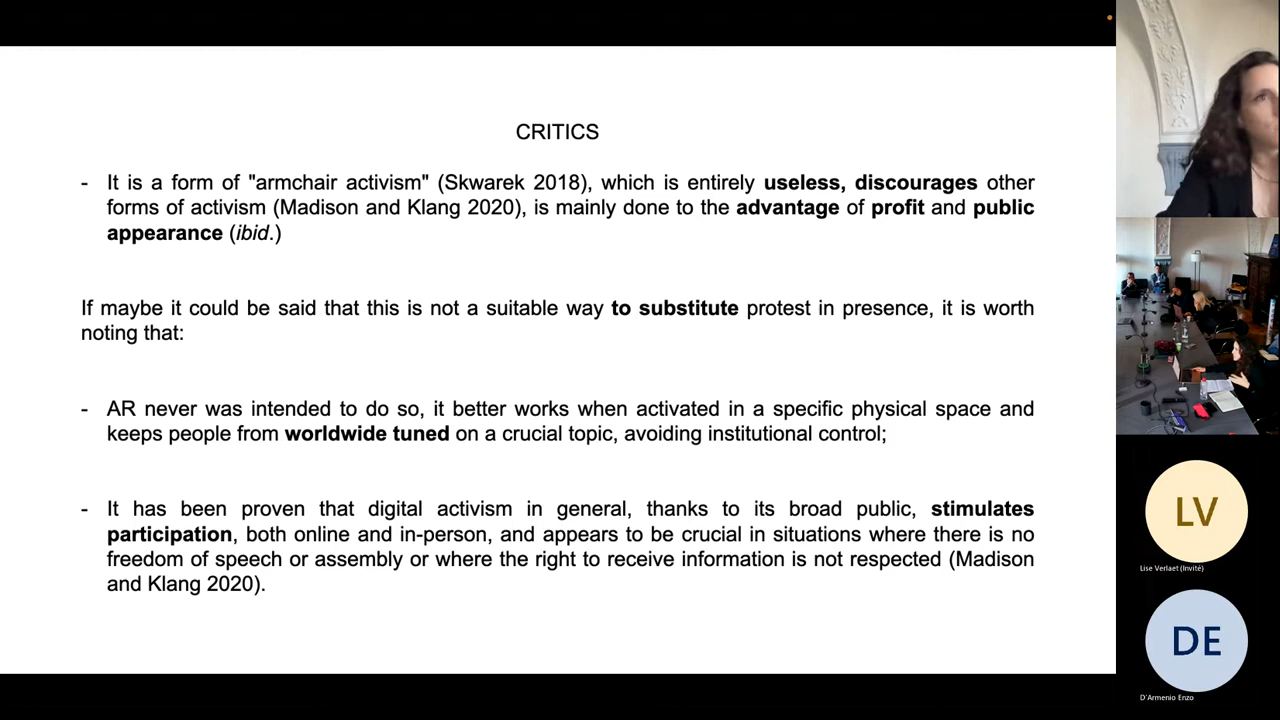 CRITICS
- It is a form of "armchair activism" (Skwarek 2018), which is entirely useless, discourages other
forms of activism (Madison and Klang 2020), is mainly done to the advantage of profit and public
appearance (ibid.)
If maybe it could be said that this is not a suitable way to substitute protest in presence, it is worth
noting that:
- AR never was intended to do so, it better works when activated in a specific physical space and
keeps people from worldwide tuned on a crucial topic, avoiding institutional control;
- It has been proven that digital activism in general, thanks to its broad public, stimulates
participation, both online and in-person, and appears to be crucial in situations where there is no
freedom of speech or assembly or where the right to receive information is not respected (Madison
and Klang 2020).
LV
Lise Verlaet (Invité)
DE
D'Armenio Enzo